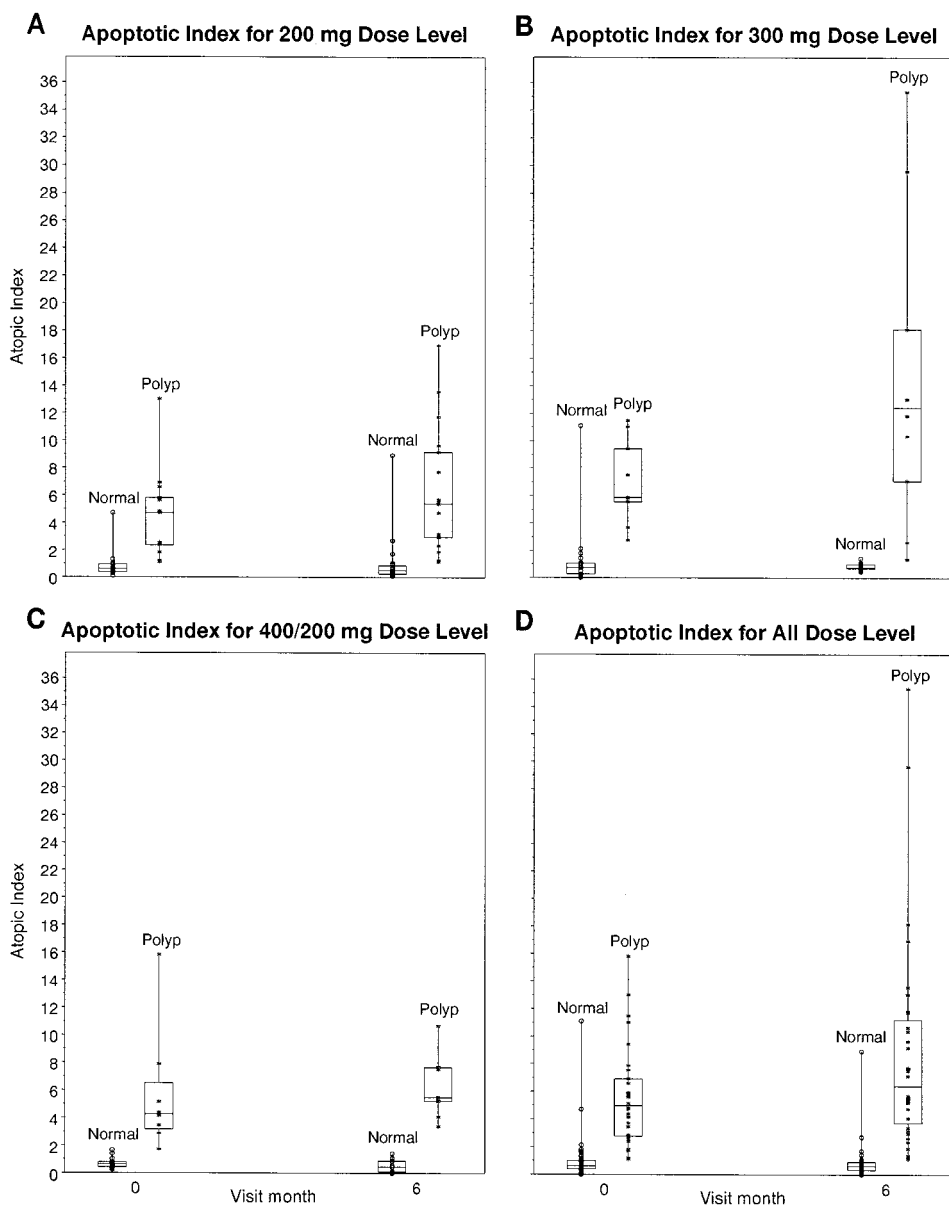 A Apoptotic Index for 200 mg Dose Level
36
34
32
30
28
26
24
22
20
18
16
14
12
10
8
6
4
2
0
Atopic Index
Normal
Polyp
Normal
Polyp
B Apoptotic Index for 300 mg Dose Level
Normal
Polyp
Normal
Polyp
C Apoptotic Index for 400/200 mg Dose Level
36
34
32
30
28
26
24
22
20
18
16
14
12
10
8
6
4
2
0
Atopic Index
Normal
Polyp
Normal
Polyp
0
6
Visit month
D Apoptotic Index for All Dose Level
Normal
Polyp
Normal
Polyp
0
6
Visit month